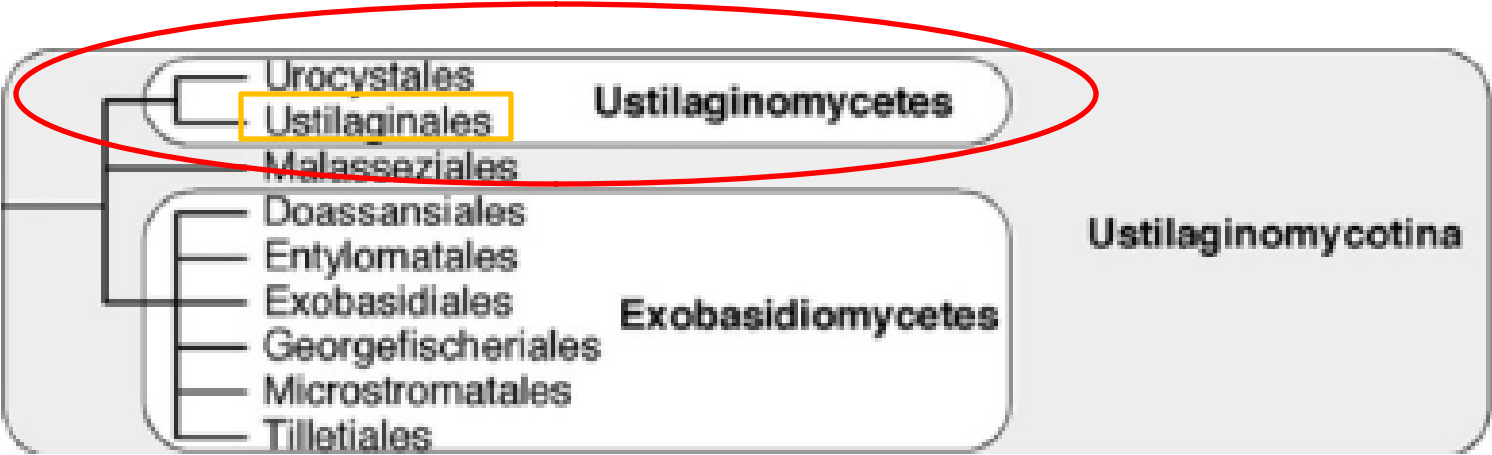 Urocystales
Ustilaginales
Ustilaginomycetes
Malasseziales
Doassansiales
Entylomatales
Exobasidiales
Georgefischeriales
Microstromatales
Tilletiales
Exobasidiomycetes
Ustilaginomycotina